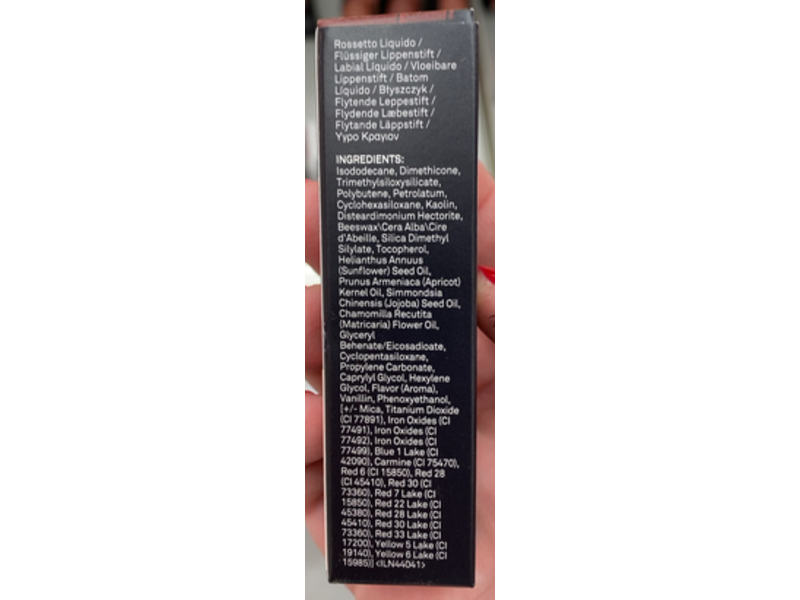 Rossetto Liquido /
Flüssiger Lippenstift /
Labial Líquido / Vloeibare
Lippenstift / Batom
Líquido / Błyszczyk /
Flytende Leppestift /
Flydende Læbestift /
Flytande Läppstift /
Υγρο Κραγιον
INGREDIENTS:
Isododecane, Dimethicone,
Trimethylsiloxysilicate,
Polybutene, Petrolatum,
Cyclohexasiloxane, Kaolin,
Disteardimonium Hectorite,
Beeswax\Cera Alba\Cire
d'Abeille, Silica Dimethyl
Silylate, Tocopherol,
Helianthus Annuus
(Sunflower) Seed Oil,
Prunus Armeniaca (Apricot)
Kernel Oil, Simmondsia
Chinensis (Jojoba) Seed Oil,
Chamomilla Recutita
(Matricaria) Flower Oil,
Glyceryl
Behenate/Eicosadioate,
Cyclopentasiloxane,
Propylene Carbonate,
Caprylyl Glycol, Hexylene
Glycol, Flavor (Aroma),
Vanillin, Phenoxyethanol,
[+/- Mica, Titanium Dioxide
(CI 77891), Iron Oxides (CI
77491), Iron Oxides (CI
77492), Iron Oxides (CI
77499), Blue 1 Lake (CI
42090), Carmine (CI 75470),
Red 6 (CI 15850), Red 28
(CI 45410), Red 30 (CI
73360), Red 7 Lake (CI
15850), Red 22 Lake (CI
45380), Red 28 Lake (CI
45410), Red 30 Lake (CI
73360), Red 33 Lake (CI
17200), Yellow 5 Lake (CI
19140), Yellow 6 Lake (CI
15985)] <ILN44041>